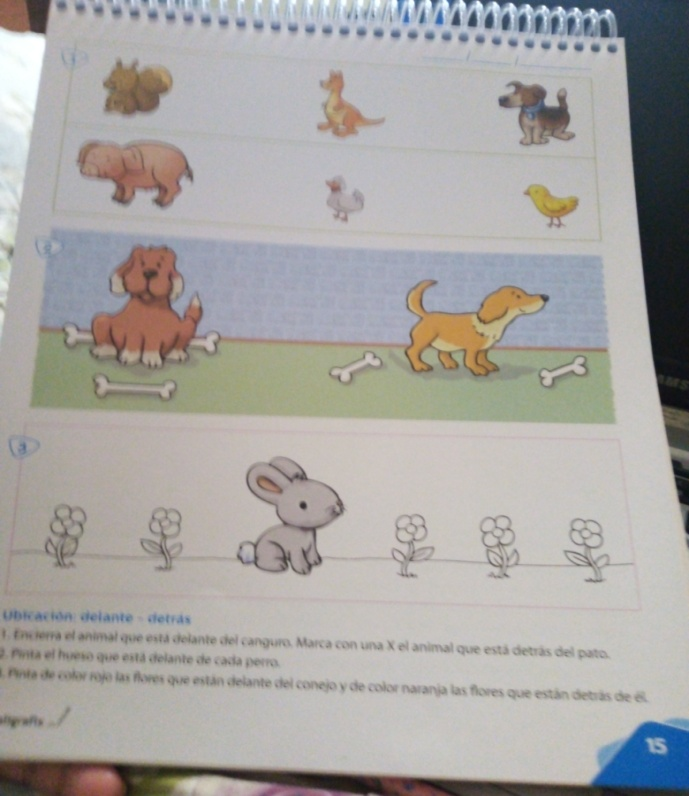 1
2
3
Ubicación: delante - detrás
1. Encierra el animal que está delante del canguro. Marca con una X el animal que está detrás del pato.
2. Pinta el hueso que está delante de cada perro.
3. Pinta de color rojo las flores que están delante del conejo y de color naranja las flores que están detrás de él.
15